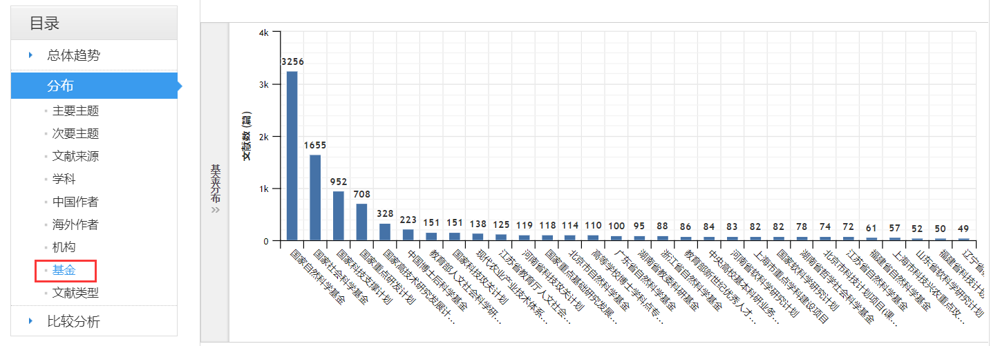 目录
总体趋势
分布
主要主题
次要主题
文献来源
学科
中国作者
海外作者
机构
基金
文献类型
比较分析
基金分布
»
文献数 (篇)
4k
3k
2k
1k
0
3256
1655
952
708
328
223
151
151
138
125
119
118
114
110
100
95
88
86
84
83
82
82
78
74
72
61
57
52
50
49
国家自然科学基金
国家社会科学基金
国家科技支撑计划
国家重点研发计划
国家高技术研究发展计...
中国博士后科学基金
教育部人文社会科学研...
国家科技攻关计划
现代农业产业技术体系...
江苏省教育厅人文社会...
河南省科技攻关计划
国家重点基础研究发展...
北京市自然科学基金
高等学校博士学科点专...
广东省自然科学基金
湖南省教委科研基金
浙江省自然科学基金
教育部新世纪优秀人才...
中央高校基本科研业务...
河南省软科学研究计划
上海市重点学科建设项目
国家软科学研究计划
湖南省哲学社会科学基金
北京市科技计划项目(课...
江苏省自然科学基金
福建省自然科学基金
上海市科技兴农重点攻...
山东省软科学研究计划
福建省科技计划
辽宁省